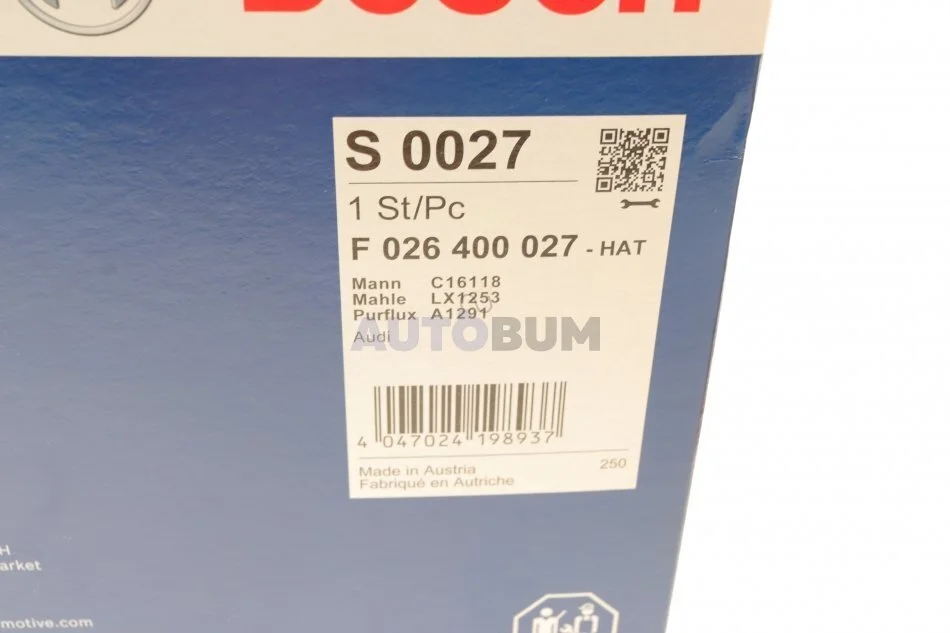 BOSCH
S 0027
1 St/Pc
F 026 400 027 - HAT
Mann C16118
Mahle LX1253
Purflux A1291
Audi
AUTOBUM
4 047024 198937
Made in Austria 250
Fabriqué en Autriche
H
arket
motive.com